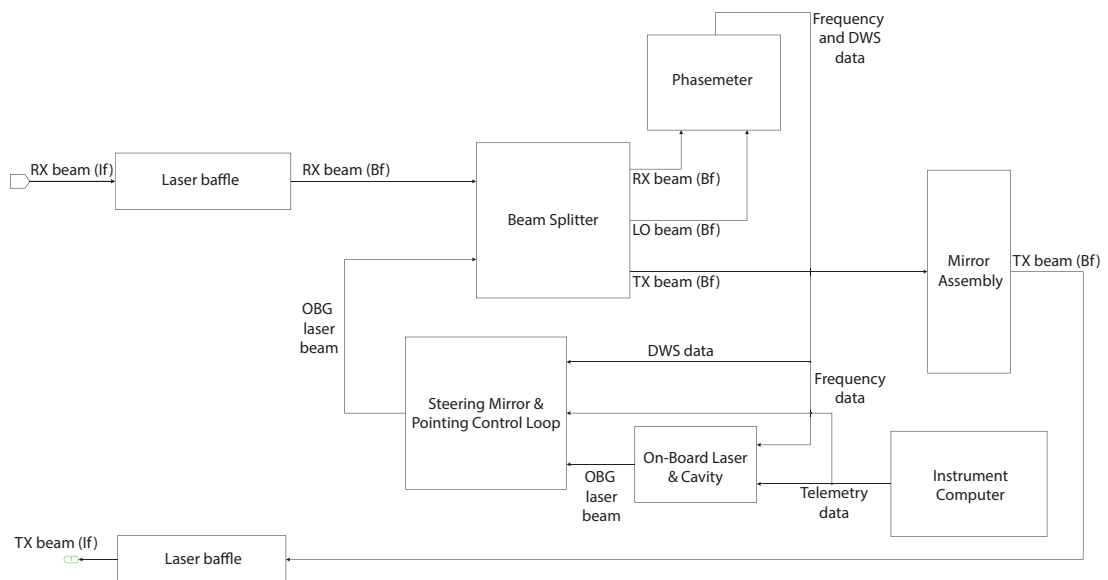 Frequency
and DWS
data
Phasemeter
RX beam (If)
Laser baffle
RX beam (Bf)
Beam Splitter
RX beam (Bf)
LO beam (Bf)
TX beam (Bf)
Mirror
Assembly
TX beam (Bf)
OBG
laser
beam
DWS data
Frequency
data
Steering Mirror &
Pointing Control Loop
On-Board Laser
& Cavity
OBG
laser
beam
Telemetry
data
Instrument
Computer
TX beam (If)
Laser baffle